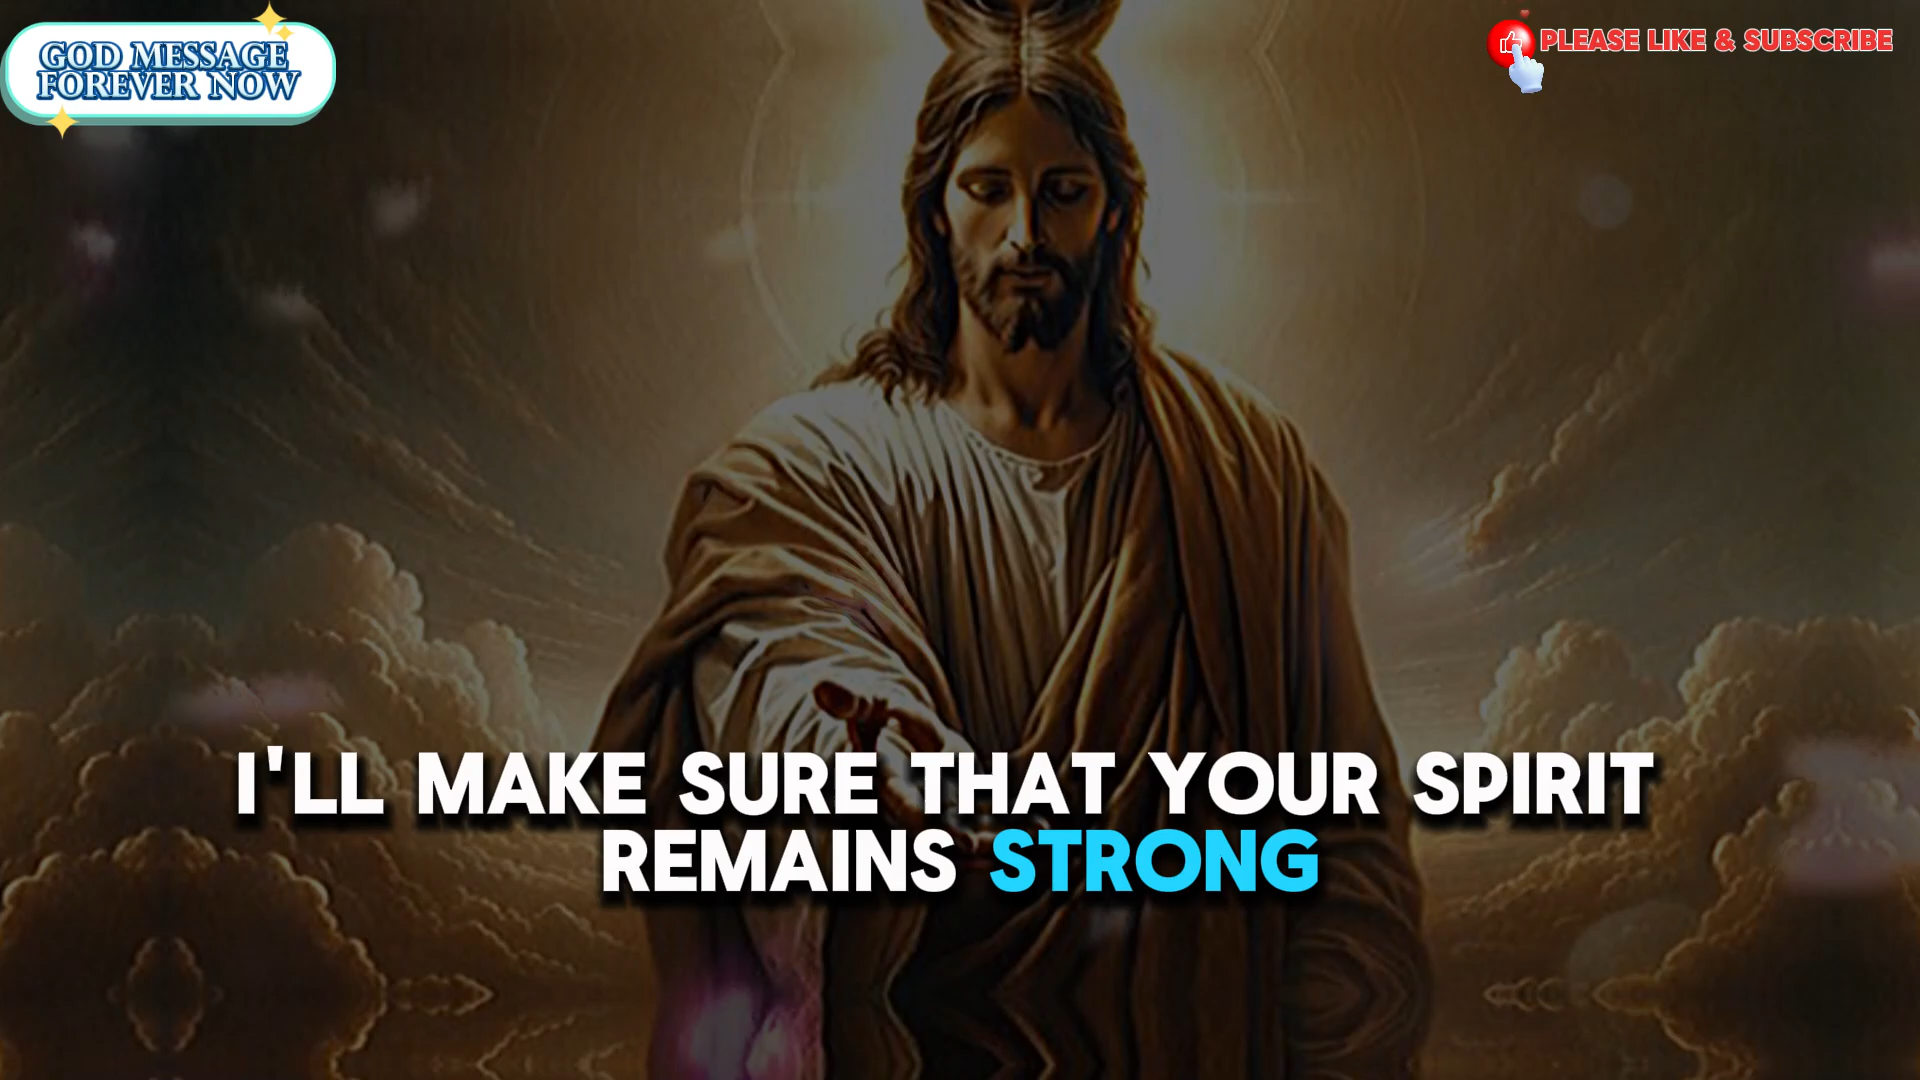 GOD MESSAGE
FOREVER NOW
PLEASE LIKE & SUBSCRIBE
I'LL MAKE SURE THAT YOUR SPIRIT
REMAINS STRONG